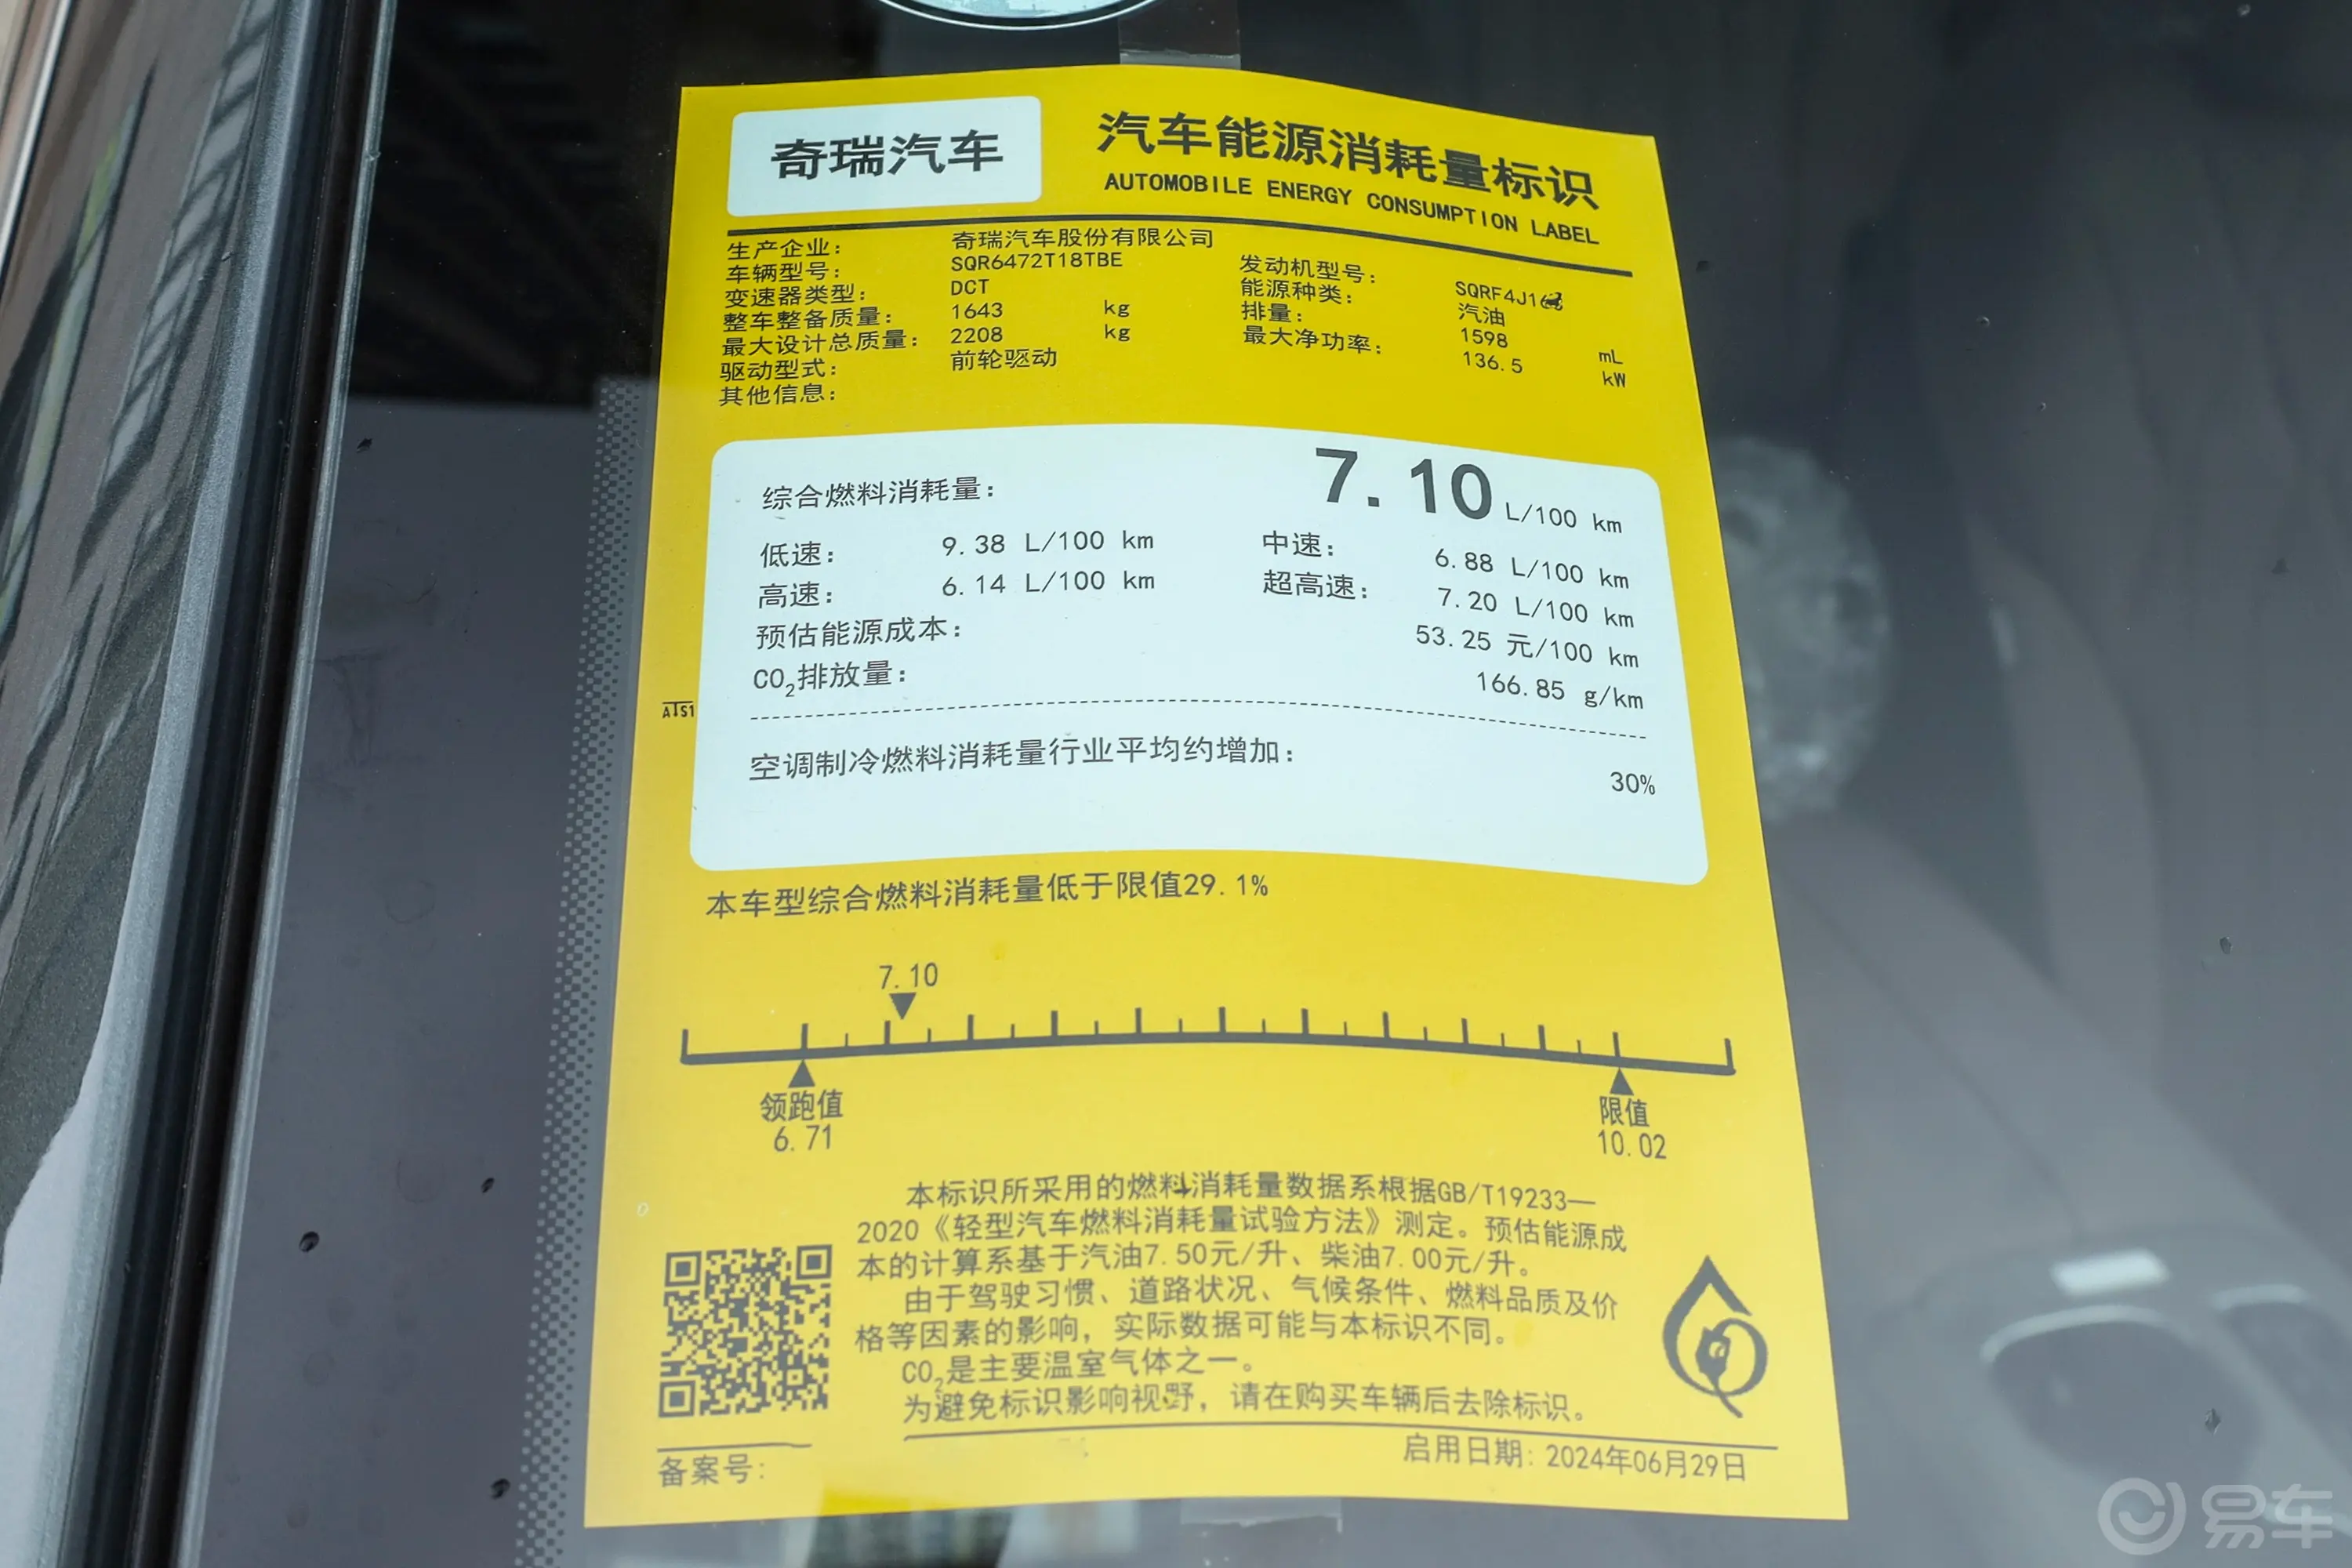 奇瑞汽车
汽车能源消耗量标识
AUTOMOBILE ENERGY CONSUMPTION LABEL
生产企业: 奇瑞汽车股份有限公司
车辆型号: SQR6472T18TBE 发动机型号:
变速器类型: DCT 能源种类: 汽油
整车整备质量: 1643 kg 排量: 1598 mL
最大设计总质量: 2208 kg 最大净功率: 136.5 kW
驱动型式: 前轮驱动
其他信息:
综合燃料消耗量: 7.10 L/100 km
低速: 9.38 L/100 km 中速: 6.88 L/100 km
高速: 6.14 L/100 km 超高速: 7.20 L/100 km
预估能源成本: 53.25 元/100 km
CO₂排放量: 166.85 g/km
空调制冷燃料消耗量行业平均约增加: 30%
本车型综合燃料消耗量低于限值29.1%
7.10
领跑值 限值
6.71 10.02
本标识所采用的燃料消耗量数据系根据GB/T19233—
2020《轻型汽车燃料消耗量试验方法》测定。预估能源成
本的计算系基于汽油7.50元/升、柴油7.00元/升。
由于驾驶习惯、道路状况、气候条件、燃料品质及价
格等因素的影响，实际数据可能与本标识不同。
CO₂是主要温室气体之一。
为避免标识影响视野，请在购买车辆后去除标识。
备案号: 启用日期: 2024年06月29日
易车